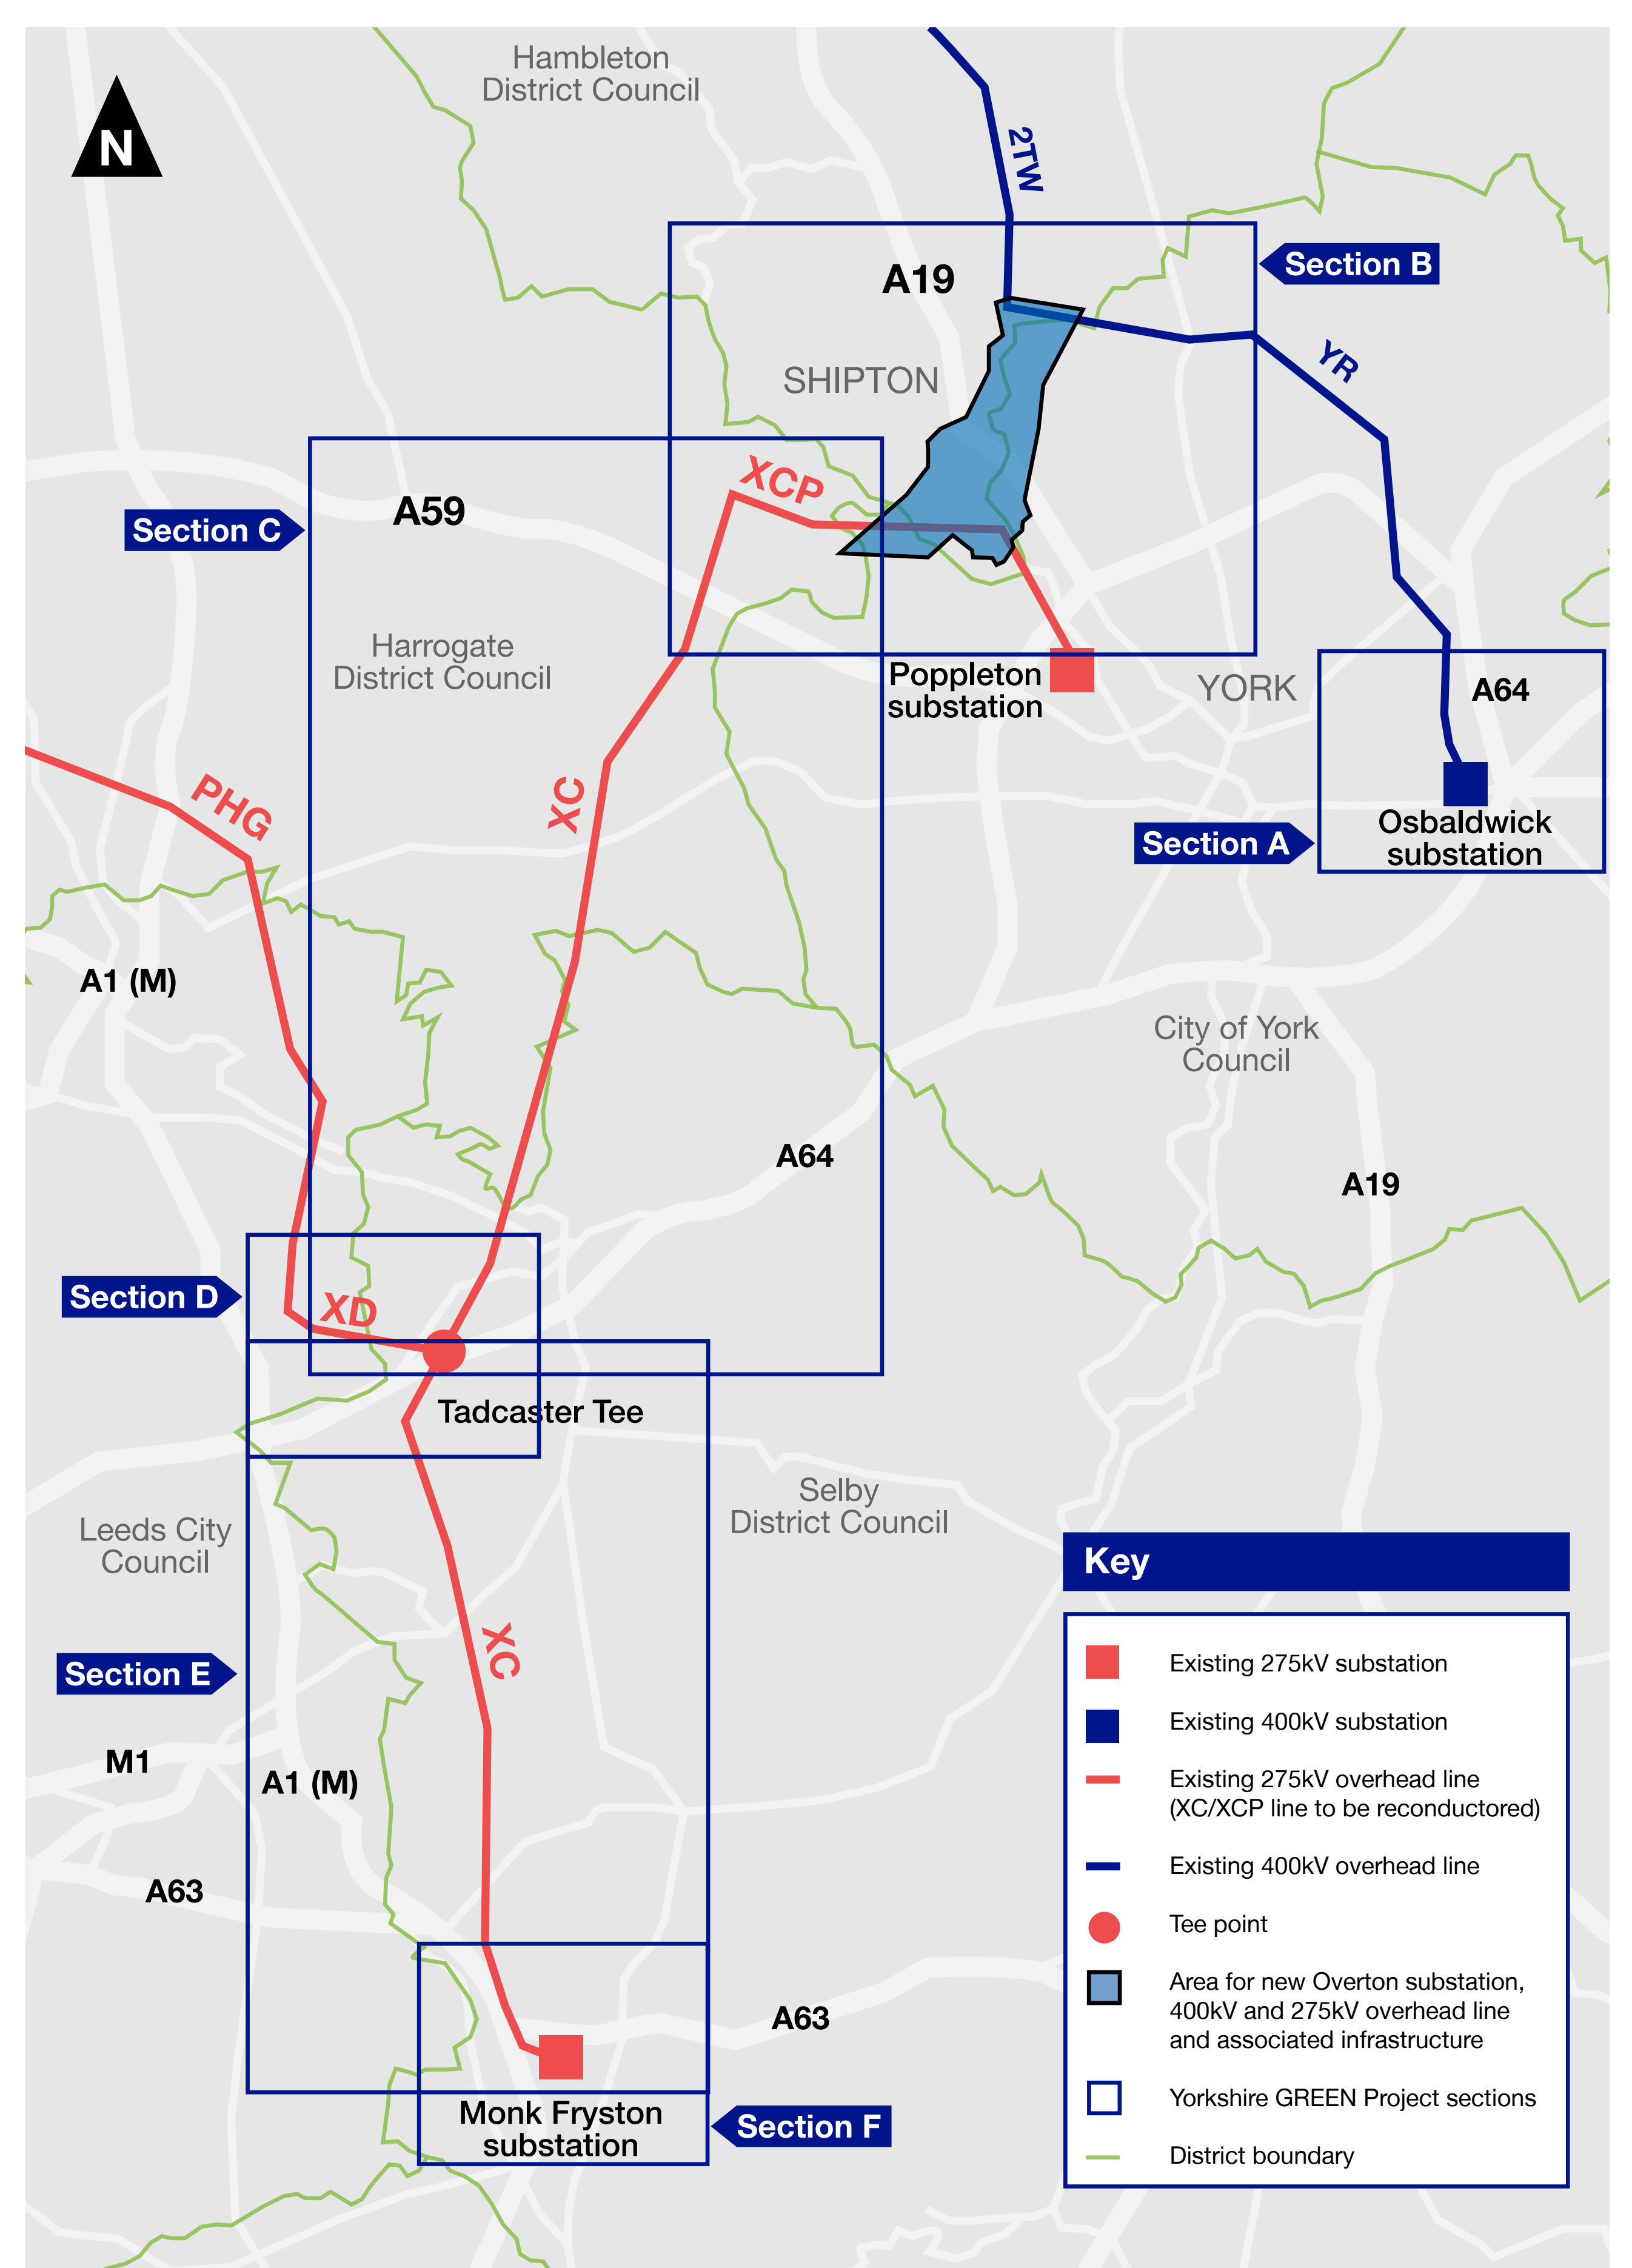 Hambleton
District Council
N
2TW
Section B
A19
YR
SHIPTON
XCP
A59
Section C
Harrogate
District Council
Poppleton
substation
YORK
A64
PHG
XC
Osbaldwick
substation
Section A
A1 (M)
City of York
Council
A64
A19
Section D
XD
Tadcaster Tee
Selby
District Council
Leeds City
Council
XC
Section E
M1
A1 (M)
A63
A63
Monk Fryston
substation
Section F
Key
Existing 275kV substation
Existing 400kV substation
Existing 275kV overhead line
(XC/XCP line to be reconductored)
Existing 400kV overhead line
Tee point
Area for new Overton substation,
400kV and 275kV overhead line
and associated infrastructure
Yorkshire GREEN Project sections
District boundary